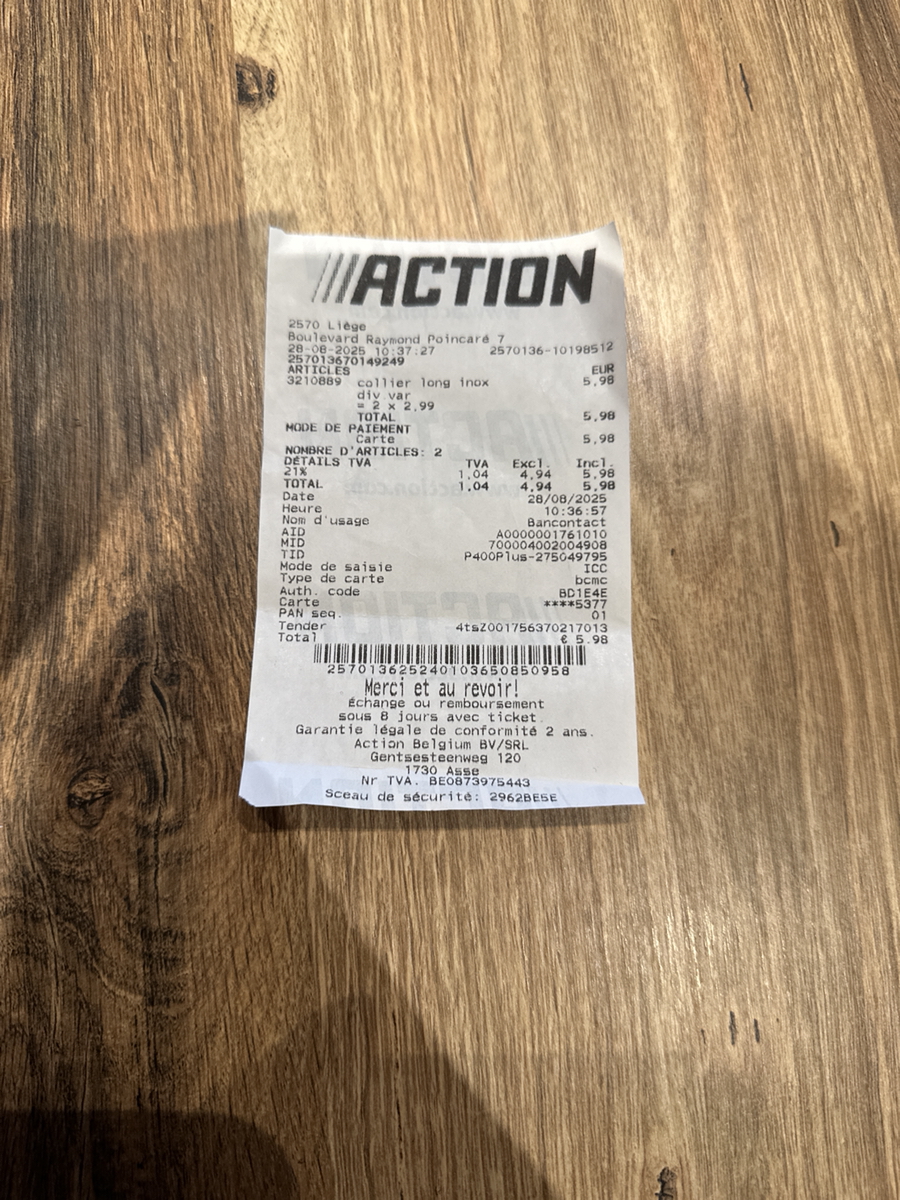 ACTION
2570 Liège
Boulevard Raymond Poincaré 7
28-08-2025 10:37:27 2570136-10198512
257013670149249
ARTICLES EUR
3210889 collier long inox 5,98
div var
= 2 x 2,99
TOTAL 5,98
MODE DE PAIEMENT
Carte 5,98
NOMBRE D'ARTICLES: 2
DÉTAILS TVA TVA Excl. Incl.
21% 1,04 4,94 5,98
TOTAL 1,04 4,94 5,98
Date 28/08/2025
Heure 10:36:57
Nom d'usage Bancontact
AID A0000001761010
MID 700004002004908
TID P400Plus-275049795
Mode de saisie ICC
Type de carte bcmc
Auth. code BD1E4E
Carte ****5377
PAN seq. 01
Tender 4tsZ001756370217013
Total € 5.98
257013625240103650850958
Merci et au revoir!
Échange ou remboursement
sous 8 jours avec ticket.
Garantie légale de conformité 2 ans.
Action Belgium BV/SRL
Gentsesteenweg 120
1730 Asse
Nr TVA. BE0873975443
Sceau de sécurité: 2962BE5E